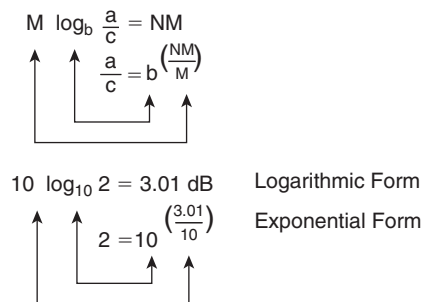 M log_b a/c = NM
a/c = b^(NM/M)
10 log_10 2 = 3.01 dB Logarithmic Form
2 = 10^(3.01/10) Exponential Form